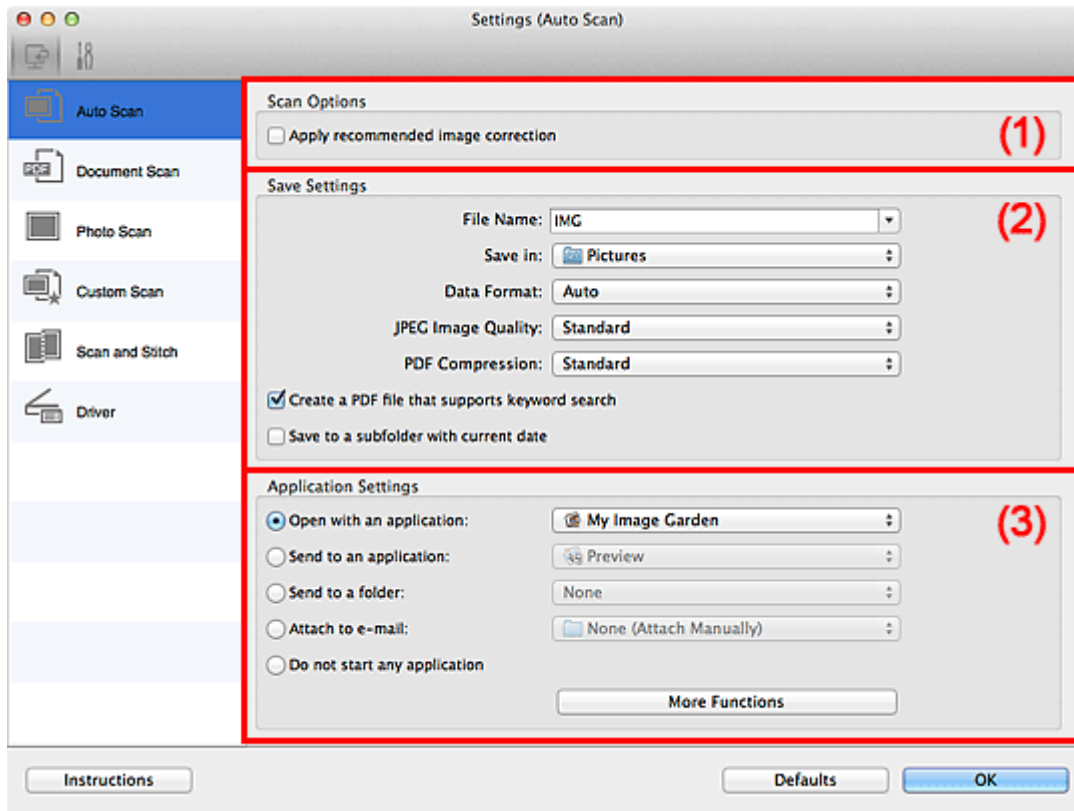 Settings (Auto Scan)
Auto Scan
Document Scan
Photo Scan
Custom Scan
Scan and Stitch
Driver
Scan Options
Apply recommended image correction
(1)
Save Settings
(2)
File Name: IMG
Save in: Pictures
Data Format: Auto
JPEG Image Quality: Standard
PDF Compression: Standard
Create a PDF file that supports keyword search
Save to a subfolder with current date
Application Settings
(3)
Open with an application: My Image Garden
Send to an application: Preview
Send to a folder: None
Attach to e-mail: None (Attach Manually)
Do not start any application
More Functions
Instructions Defaults OK